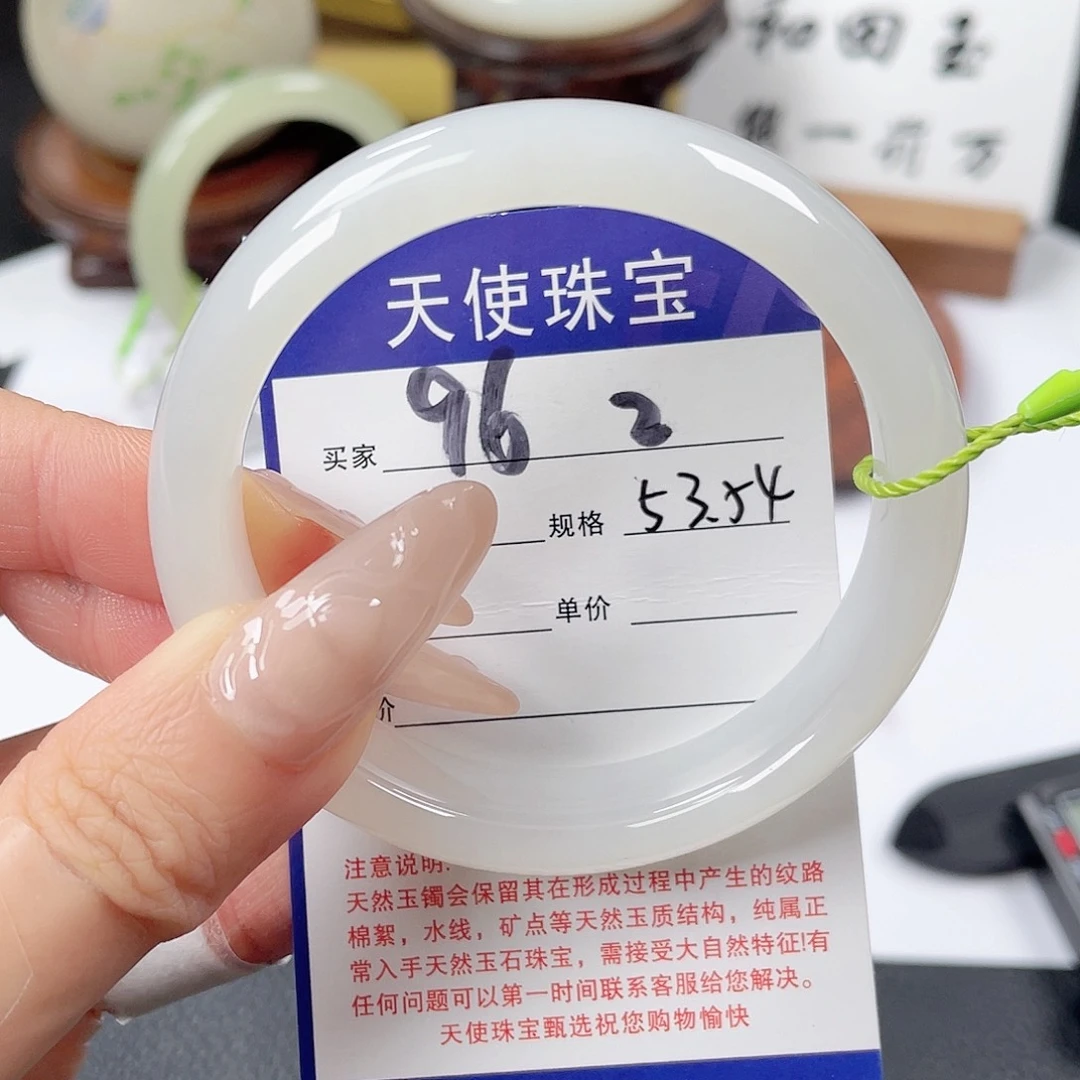 和田玉
一斤万
天使珠宝
买家 96 2
规格 53.54
单价
价
注意说明:
天然玉镯会保留其在形成过程中产生的纹路
棉絮，水线，矿点等天然玉质结构，纯属正
常入手天然玉石珠宝，需接受大自然特征!有
任何问题可以第一时间联系客服给您解决。
天使珠宝甄选祝您购物愉快